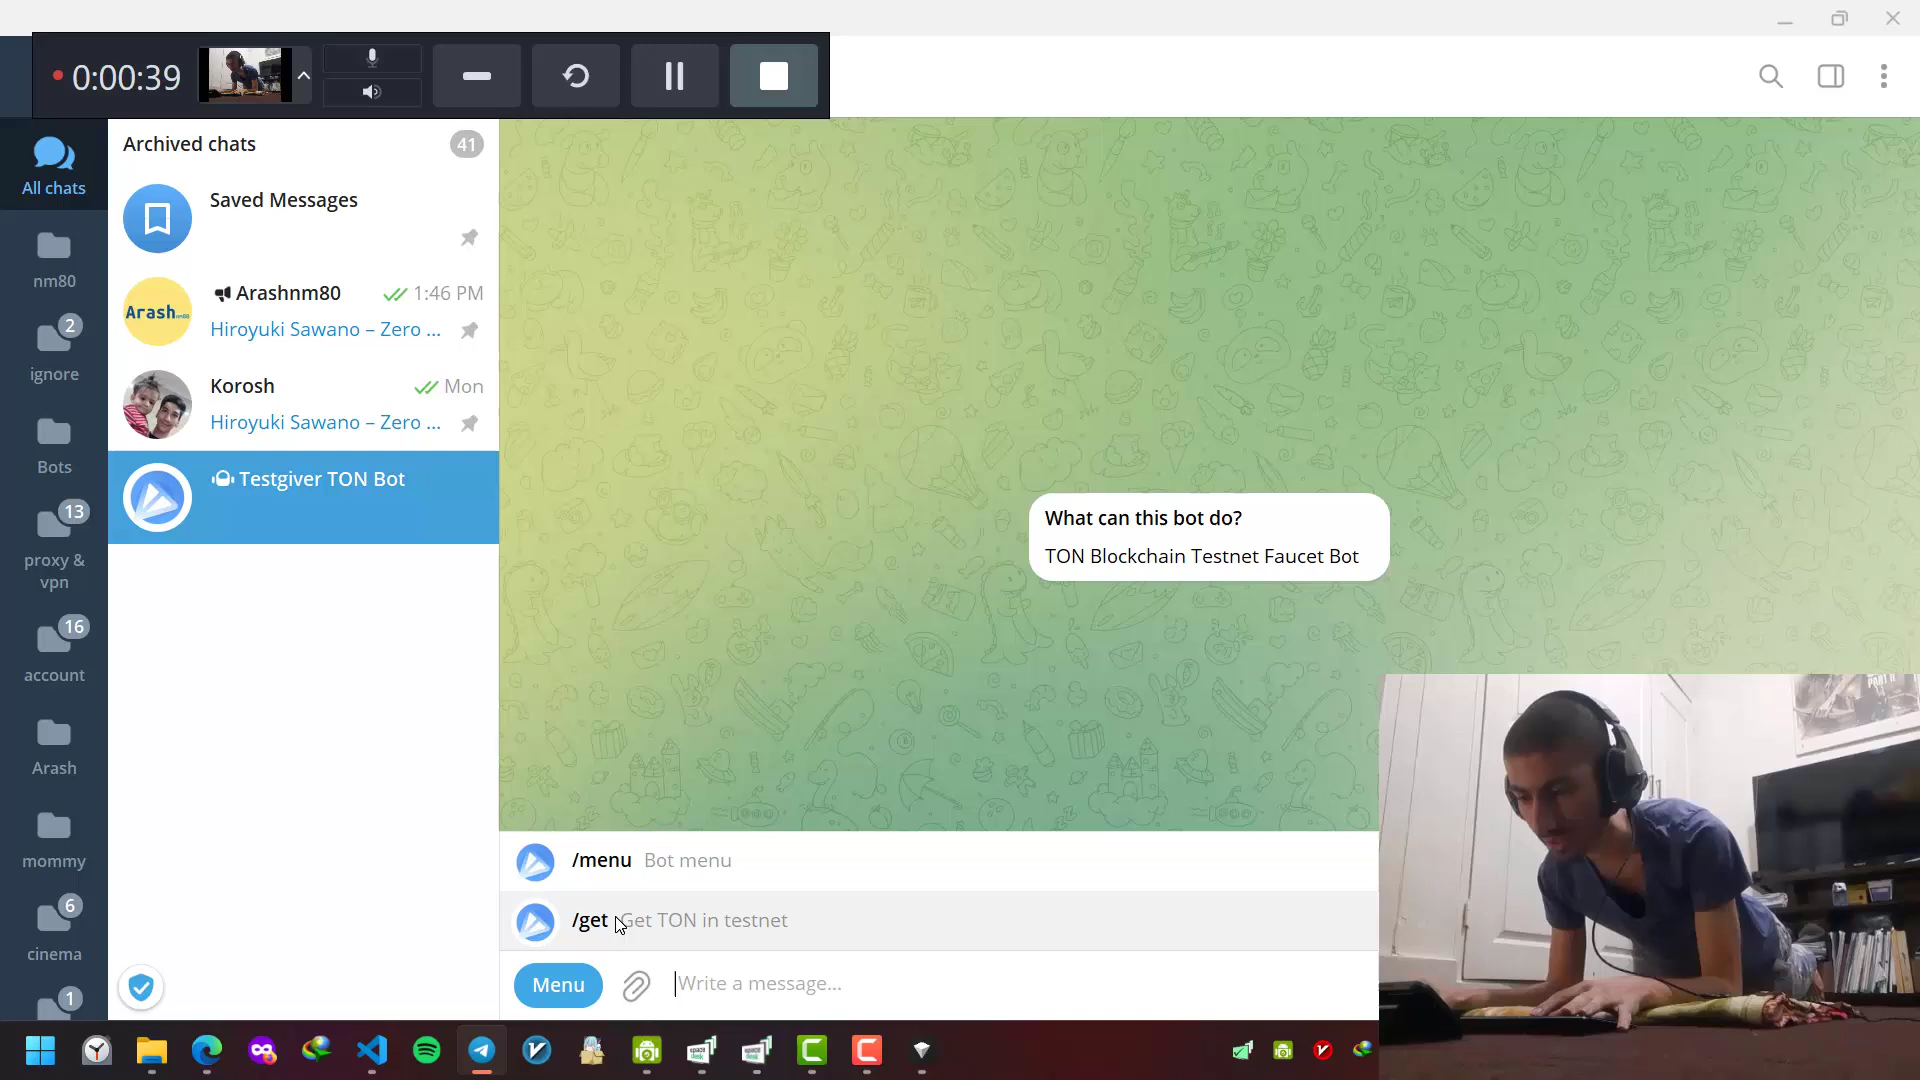 0:00:39
Archived chats
41
All chats
Saved Messages
nm80
Arashnm80
1:46 PM
Hiroyuki Sawano – Zero ...
Arash
2
ignore
Korosh
Mon
Hiroyuki Sawano – Zero ...
Bots
Testgiver TON Bot
13
proxy &
vpn
What can this bot do?
TON Blockchain Testnet Faucet Bot
16
account
Arash
mommy
6
cinema
1
/menu Bot menu
/get Get TON in testnet
Menu
Write a message...